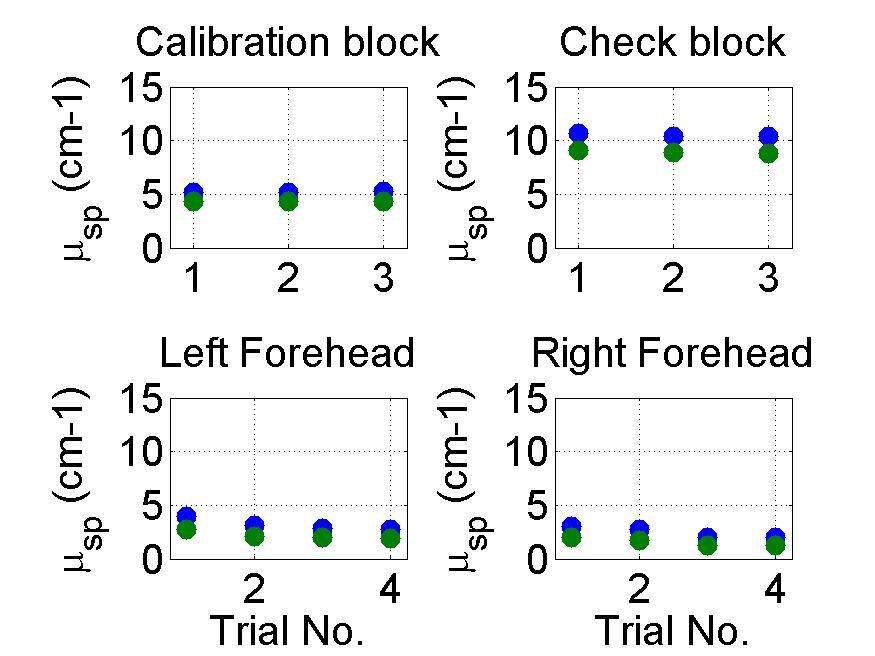 Calibration block
Check block
μsp (cm-1)
15
10
5
0
1 2 3
μsp (cm-1)
15
10
5
0
1 2 3
Left Forehead
Right Forehead
μsp (cm-1)
15
10
5
0
2 4
Trial No.
μsp (cm-1)
15
10
5
0
2 4
Trial No.